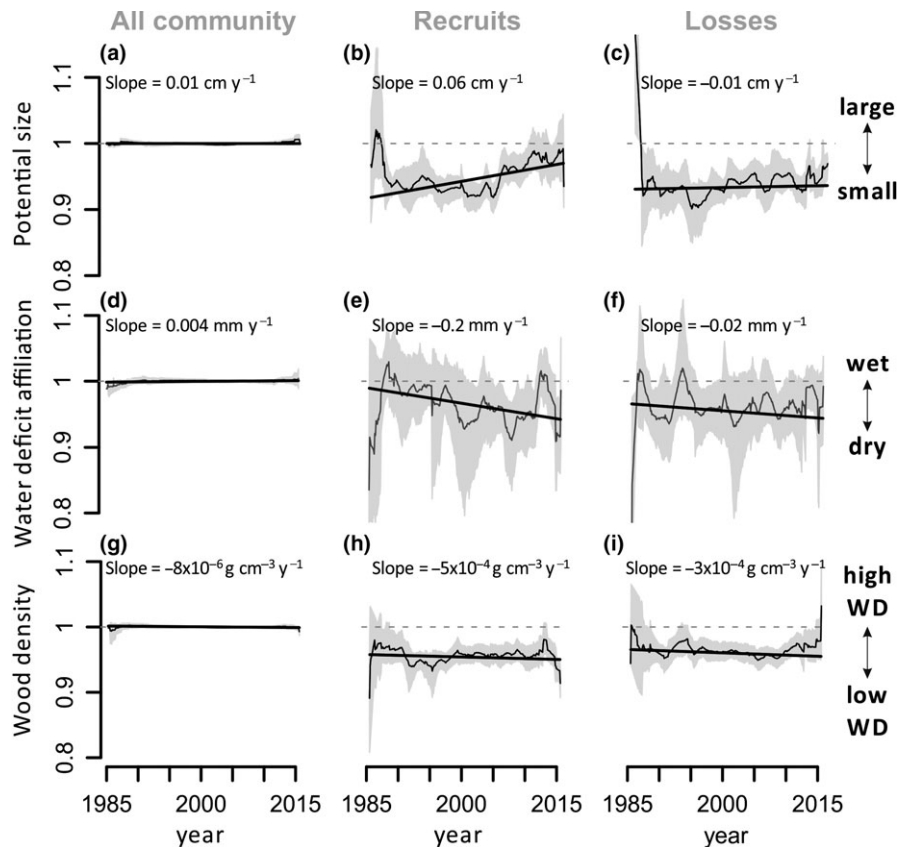 All community Recruits Losses
(a) (b) (c)
Slope = 0.01 cm y⁻¹ 0.06 cm y⁻¹ Slope = –0.01 cm y⁻¹
Potential size
1.1
1
0.9
0.8
large
small
(d) (e) (f)
Slope = 0.004 mm y⁻¹ Slope = –0.2 mm y⁻¹ Slope = –0.02 mm y⁻¹
Water deficit affiliation
1.1
1
0.9
0.8
wet
dry
(g) (h) (i)
Slope = –8x10⁻⁶ g cm⁻³ y⁻¹ Slope = –5x10⁻⁴ g cm⁻³ y⁻¹ Slope = –3x10⁻⁴ g cm⁻³ y⁻¹
Wood density
1.1
1
0.9
0.8
high
WD
low
WD
1985 2000 2015 1985 2000 2015 1985 2000 2015
year year year